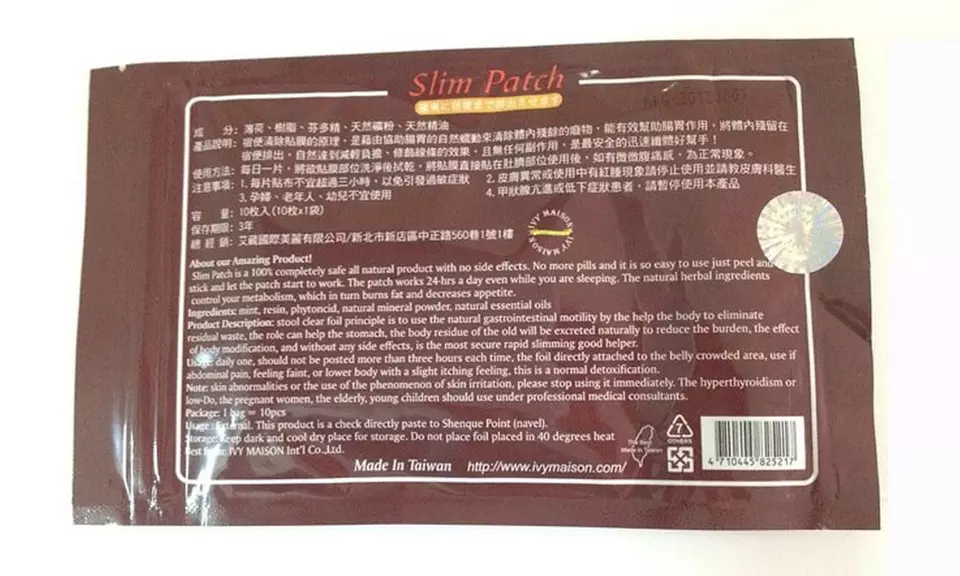 Slim Patch
成 分:薄荷、樹脂、芬多精、天然礦粉、天然精油
產品說明:宿便清除貼膜的原理,是藉由協助腸胃的自然蠕動來清除體內殘餘的廢物,能有效幫助腸胃作用,將體內殘留在
宿便排出,自然達到減輕負擔、修飾線條的效果,且無任何副作用,是最安全的迅速纖體好幫手!
使用方法:每日一片,將欲貼膜部位洗淨後拭乾,將貼膜直接貼在肚臍部位使用後,如有微微腹痛感,為正常現象。
注意事項:1.每片貼布不宜超過三小時,以免引發過敏症狀 2.皮膚異常或使用中有紅腫現象請停止使用並請教皮膚科醫生
3.孕婦、老年人、幼兒不宜使用 4.甲狀腺亢進或低下症狀患者,請暫停使用本產品
容 量:10枚入(10枚x1袋)
保存期限:3年
總 經 銷:艾葳國際美麗有限公司/新北市新店區中正路560巷1號1樓
IVY MAISON IVY MAISON
About our Amazing Product!
Slim Patch is a 100% completely safe all natural product with no side effects. No more pills and it is so easy to use just peel and
stick and let the patch start to work. The patch works 24-hrs a day even while you are sleeping. The natural herbal ingredients
control your metabolism, which in turn burns fat and decreases appetite.
Ingredients: mint, resin, phytoncid, natural mineral powder, natural essential oils
Product Description: stool clear foil principle is to use the natural gastrointestinal motility by the help the body to eliminate
residual waste, the role can help the stomach, the body residue of the old will be excreted naturally to reduce the burden, the effect
of body modification, and without any side effects, is the most secure rapid slimming good helper.
Usage: daily one, should not be posted more than three hours each time, the foil directly attached to the belly crowded area, use if
abdominal pain, feeling faint, or lower body with a slight itching feeling, this is a normal detoxification.
Note: skin abnormalities or the use of the phenomenon of skin irritation, please stop using it immediately. The hyperthyroidism or
low-Do, the pregnant women, the elderly, young children should use under professional medical consultants.
Package: 1 bag = 10pcs
Usage: External. This product is a check directly paste to Shenque Point (navel).
Storage: Keep dark and cool dry place for storage. Do not place foil placed in 40 degrees heat
Best from: IVY MAISON Int'l Co.,Ltd.
Made In Taiwan http://www.ivymaison.com/
The Best
Made in Taiwan
7
OTHERS
4 710445 825217